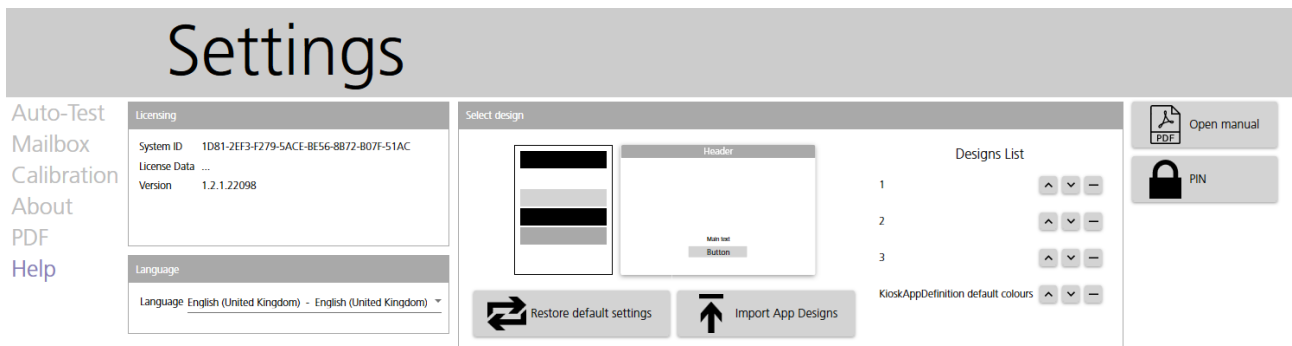 Settings
Auto-Test
Mailbox
Calibration
About
PDF
Help
Licensing
System ID 1D81-2EF3-F279-5ACE-BE56-8872-B07F-51AC
License Data ...
Version 1.2.1.22098
Language
Language English (United Kingdom) - English (United Kingdom)
Select design
Header
Main text
Button
Restore default settings
Import App Designs
Designs List
1
2
3
KioskAppDefinition default colours
PDF
Open manual
PIN